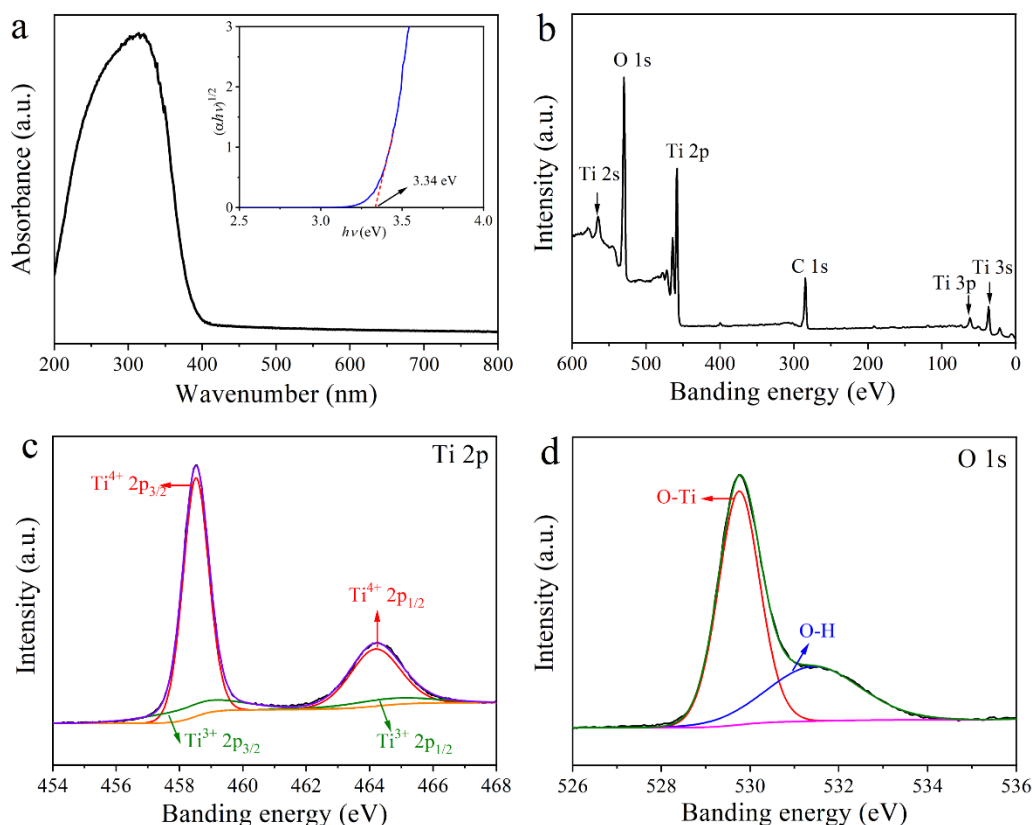 a
Absorbance (a.u.)
200 300 400 500 600 700 800
Wavenumber (nm)
(αhν)^1/2
3
2
1
0
3.34 eV
2.5 3.0 3.5 4.0
hν (eV)
b
Intensity (a.u.)
O 1s
Ti 2s
Ti 2p
C 1s
Ti 3p
Ti 3s
600 500 400 300 200 100 0
Banding energy (eV)
c
Ti 2p
Intensity (a.u.)
Ti⁴⁺ 2p₃/₂
Ti⁴⁺ 2p₁/₂
Ti³⁺ 2p₃/₂
Ti³⁺ 2p₁/₂
454 456 458 460 462 464 466 468
Banding energy (eV)
d
O 1s
Intensity (a.u.)
O-Ti
O-H
526 528 530 532 534 536
Banding energy (eV)